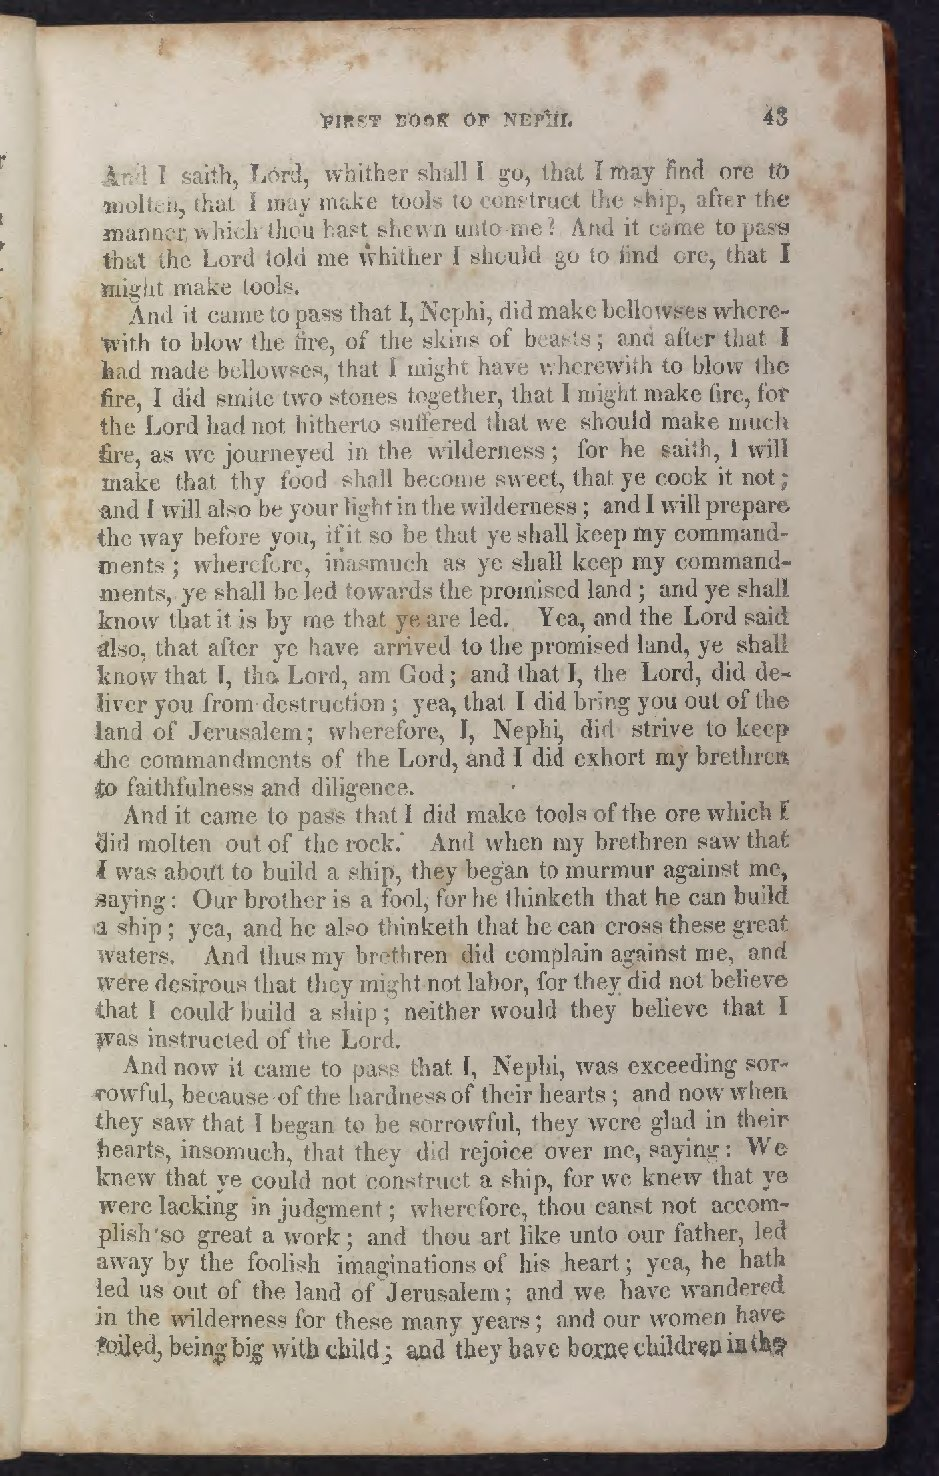 FIRST BOOK OF NEPHI. 43
And I saith, Lord, whither shall I go, that I may find ore to
molten, that I may make tools to construct the ship, after the
manner which thou hast shewn unto me? And it came to pass
that the Lord told me whither I should go to find ore, that I
might make tools.
And it came to pass that I, Nephi, did make bellowses where-
with to blow the fire, of the skins of beasts; and after that I
had made bellowses, that I might have wherewith to blow the
fire, I did smite two stones together, that I might make fire, for
the Lord had not hitherto suffered that we should make much
fire, as we journeyed in the wilderness; for he saith, I will
make that thy food shall become sweet, that ye cook it not;
and I will also be your light in the wilderness; and I will prepare
the way before you, if it so be that ye shall keep my command-
ments; wherefore, inasmuch as ye shall keep my command-
ments, ye shall be led towards the promised land; and ye shall
know that it is by me that ye are led. Yea, and the Lord said
also, that after ye have arrived to the promised land, ye shall
know that I, the Lord, am God; and that I, the Lord, did de-
liver you from destruction; yea, that I did bring you out of the
land of Jerusalem; wherefore, I, Nephi, did strive to keep
the commandments of the Lord, and I did exhort my brethren
to faithfulness and diligence.
And it came to pass that I did make tools of the ore which I
did molten out of the rock. And when my brethren saw that
I was about to build a ship, they began to murmur against me,
saying: Our brother is a fool, for he thinketh that he can build
a ship; yea, and he also thinketh that he can cross these great
waters. And thus my brethren did complain against me, and
were desirous that they might not labor, for they did not believe
that I could build a ship; neither would they believe that I
was instructed of the Lord.
And now it came to pass that I, Nephi, was exceeding sor-
rowful, because of the hardness of their hearts; and now when
they saw that I began to be sorrowful, they were glad in their
hearts, insomuch, that they did rejoice over me, saying: We
knew that ye could not construct a ship, for we knew that ye
were lacking in judgment; wherefore, thou canst not accom-
plish so great a work; and thou art like unto our father, led
away by the foolish imaginations of his heart; yea, he hath
led us out of the land of Jerusalem; and we have wandered
in the wilderness for these many years; and our women have
toiled, being big with child; and they have borne children in the